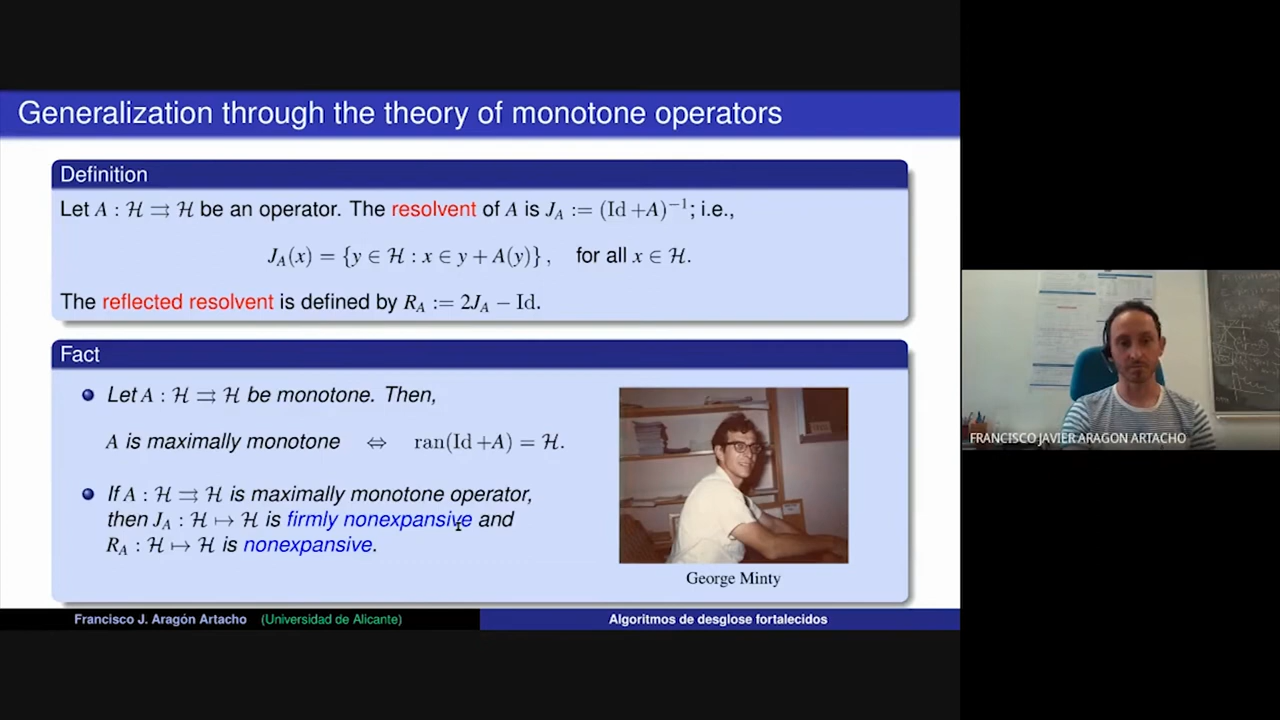 Generalization through the theory of monotone operators
Definition
Let A : ℋ ⇉ ℋ be an operator. The resolvent of A is J_A := (Id +A)⁻¹; i.e.,
J_A(x) = {y ∈ ℋ : x ∈ y + A(y)} , for all x ∈ ℋ.
The reflected resolvent is defined by R_A := 2J_A − Id.
Fact
Let A : ℋ ⇉ ℋ be monotone. Then,
A is maximally monotone ⇔ ran(Id +A) = ℋ.
If A : ℋ ⇉ ℋ is maximally monotone operator,
then J_A : ℋ ↦ ℋ is firmly nonexpansive and
R_A : ℋ ↦ ℋ is nonexpansive.
George Minty
Francisco J. Aragón Artacho (Universidad de Alicante)
Algoritmos de desglose fortalecidos
FRANCISCO JAVIER ARAGON ARTACHO